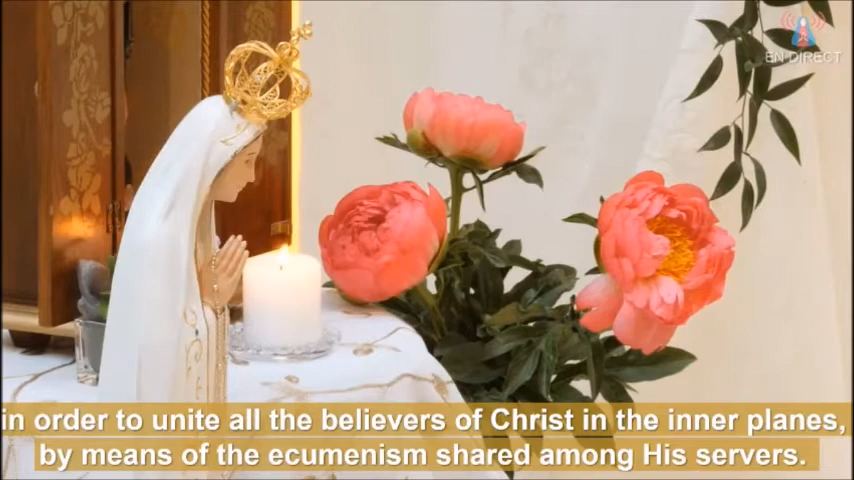 EN DIRECT
in order to unite all the believers of Christ in the inner planes,
by means of the ecumenism shared among His servers.